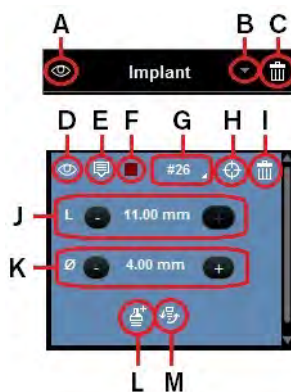 A B C
Implant
D E F G H I
#26
J L - 11.00 mm +
K Ø - 4.00 mm +
L M